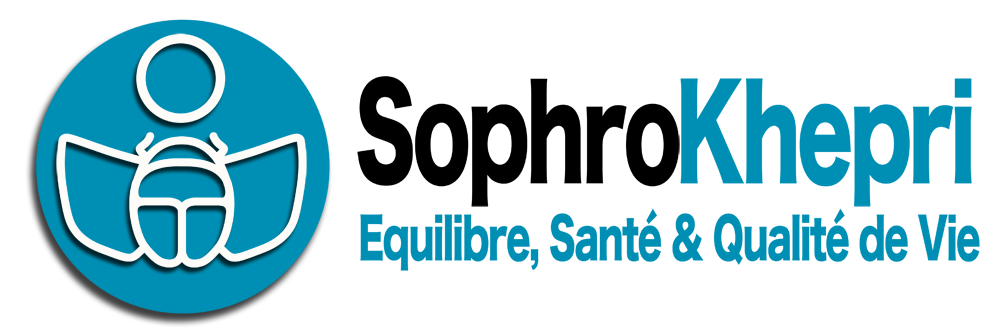 SophroKhepri
Equilibre, Santé & Qualité de Vie